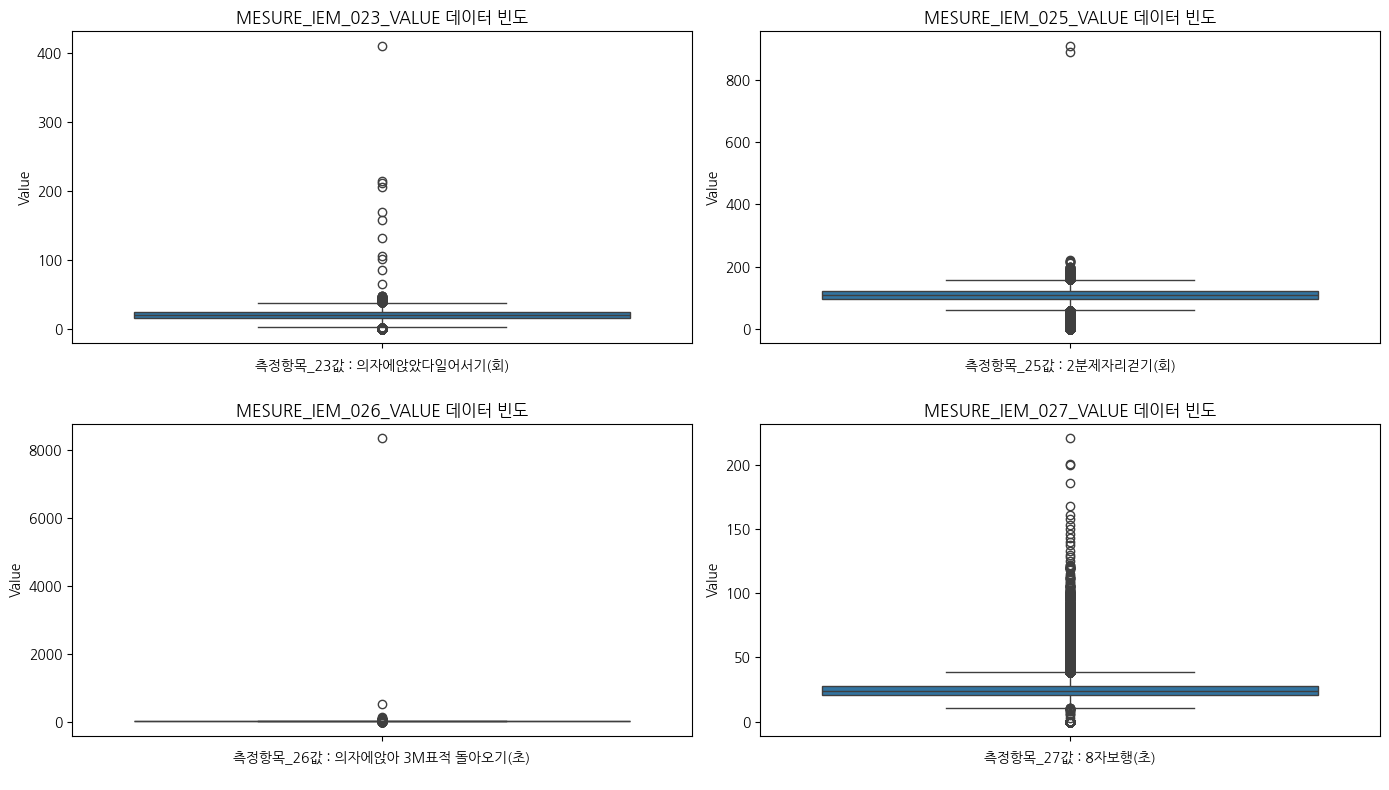 MESURE_IEM_023_VALUE 데이터 빈도
400
300
200
100
0
Value
측정항목_23값 : 의자에앉았다일어서기(회)
MESURE_IEM_025_VALUE 데이터 빈도
800
600
400
200
0
Value
측정항목_25값 : 2분제자리걷기(회)
MESURE_IEM_026_VALUE 데이터 빈도
8000
6000
4000
2000
0
Value
측정항목_26값 : 의자에앉아 3M표적 돌아오기(초)
MESURE_IEM_027_VALUE 데이터 빈도
200
150
100
50
0
Value
측정항목_27값 : 8자보행(초)